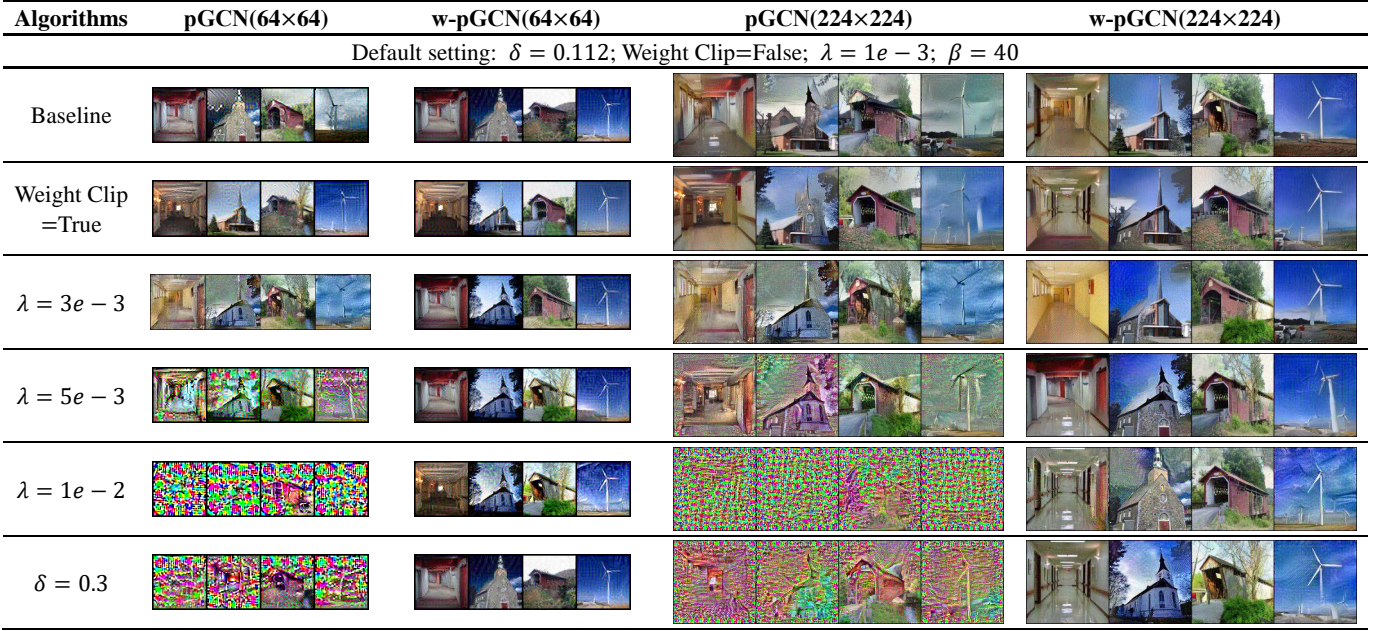 Algorithms pGCN(64×64) w-pGCN(64×64) pGCN(224×224) w-pGCN(224×224)
Default setting: δ = 0.112; Weight Clip=False; λ = 1e − 3; β = 40
Baseline
Weight Clip
=True
λ = 3e − 3
λ = 5e − 3
λ = 1e − 2
δ = 0.3